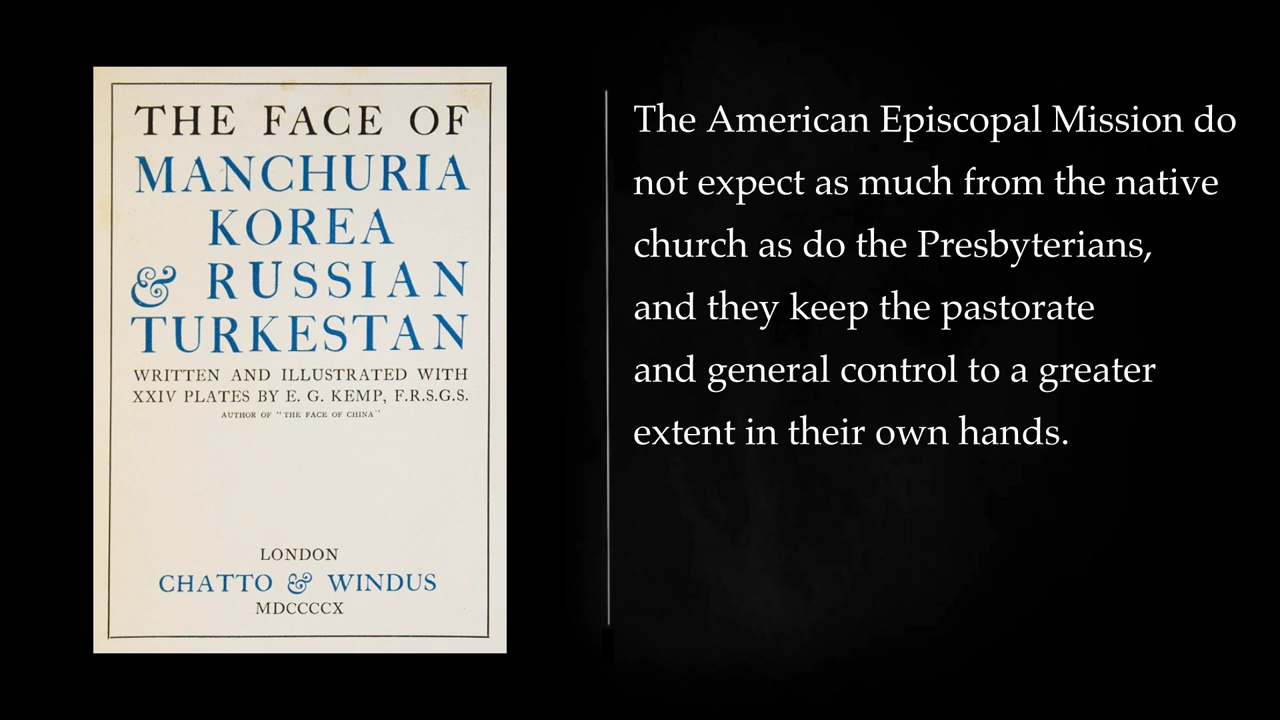 THE FACE OF
MANCHURIA
KOREA
& RUSSIAN
TURKESTAN
WRITTEN AND ILLUSTRATED WITH
XXIV PLATES BY E. G. KEMP, F.R.S.G.S.
AUTHOR OF "THE FACE OF CHINA"
LONDON
CHATTO & WINDUS
MDCCCCX
The American Episcopal Mission do
not expect as much from the native
church as do the Presbyterians,
and they keep the pastorate
and general control to a greater
extent in their own hands.